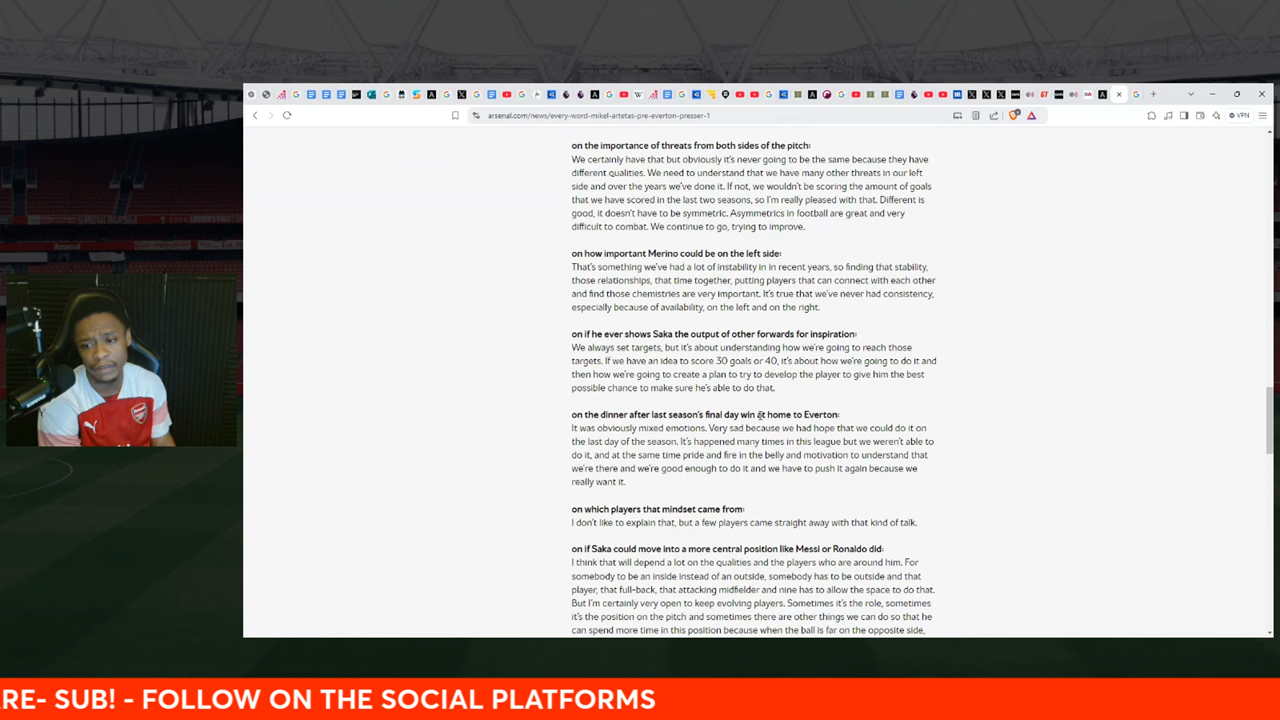 arsenal.com/news/every-word-mikel-artetas-pre-everton-presser-1
VPN
on the importance of threats from both sides of the pitch:
We certainly have that but obviously it's never going to be the same because they have
different qualities. We need to understand that we have many other threats in our left
side and over the years we've done it. If not, we wouldn't be scoring the amount of goals
that we have scored in the last two seasons, so I'm really pleased with that. Different is
good, it doesn't have to be symmetric. Asymmetrics in football are great and very
difficult to combat. We continue to go, trying to improve.
on how important Merino could be on the left side:
That's something we've had a lot of instability in in recent years, so finding that stability,
those relationships, that time together, putting players that can connect with each other
and find those chemistries are very important. It's true that we've never had consistency,
especially because of availability, on the left and on the right.
on if he ever shows Saka the output of other forwards for inspiration:
We always set targets, but it's about understanding how we're going to reach those
targets. If we have an idea to score 30 goals or 40, it's about how we're going to do it and
then how we're going to create a plan to try to develop the player to give him the best
possible chance to make sure he's able to do that.
on the dinner after last season's final day win at home to Everton:
It was obviously mixed emotions. Very sad because we had hope that we could do it on
the last day of the season. It's happened many times in this league but we weren't able to
do it, and at the same time pride and fire in the belly and motivation to understand that
we're there and we're good enough to do it and we have to push it again because we
really want it.
on which players that mindset came from:
I don't like to explain that, but a few players came straight away with that kind of talk.
on if Saka could move into a more central position like Messi or Ronaldo did:
I think that will depend a lot on the qualities and the players who are around him. For
somebody to be an inside instead of an outside, somebody has to be outside and that
player, that full-back, that attacking midfielder and nine has to allow the space to do that.
But I'm certainly very open to keep evolving players. Sometimes it's the role, sometimes
it's the position on the pitch and sometimes there are other things we can do so that he
can spend more time in this position because when the ball is far on the opposite side,
ARE- SUB! - FOLLOW ON THE SOCIAL PLATFORMS